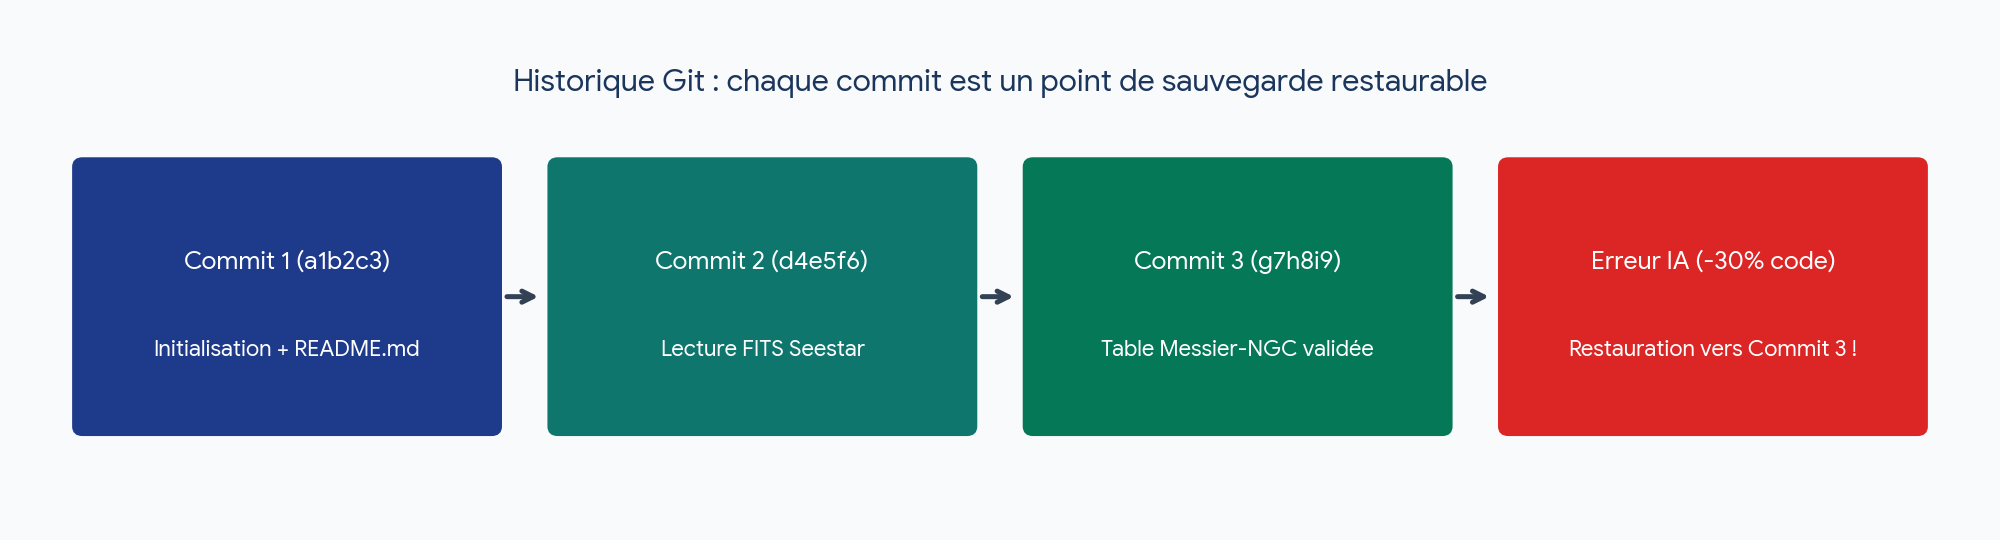 Historique Git : chaque commit est un point de sauvegarde restaurable
Commit 1 (a1b2c3)
Initialisation + README.md
Commit 2 (d4e5f6)
Lecture FITS Seestar
Commit 3 (g7h8i9)
Table Messier-NGC validée
Erreur IA (-30% code)
Restauration vers Commit 3 !